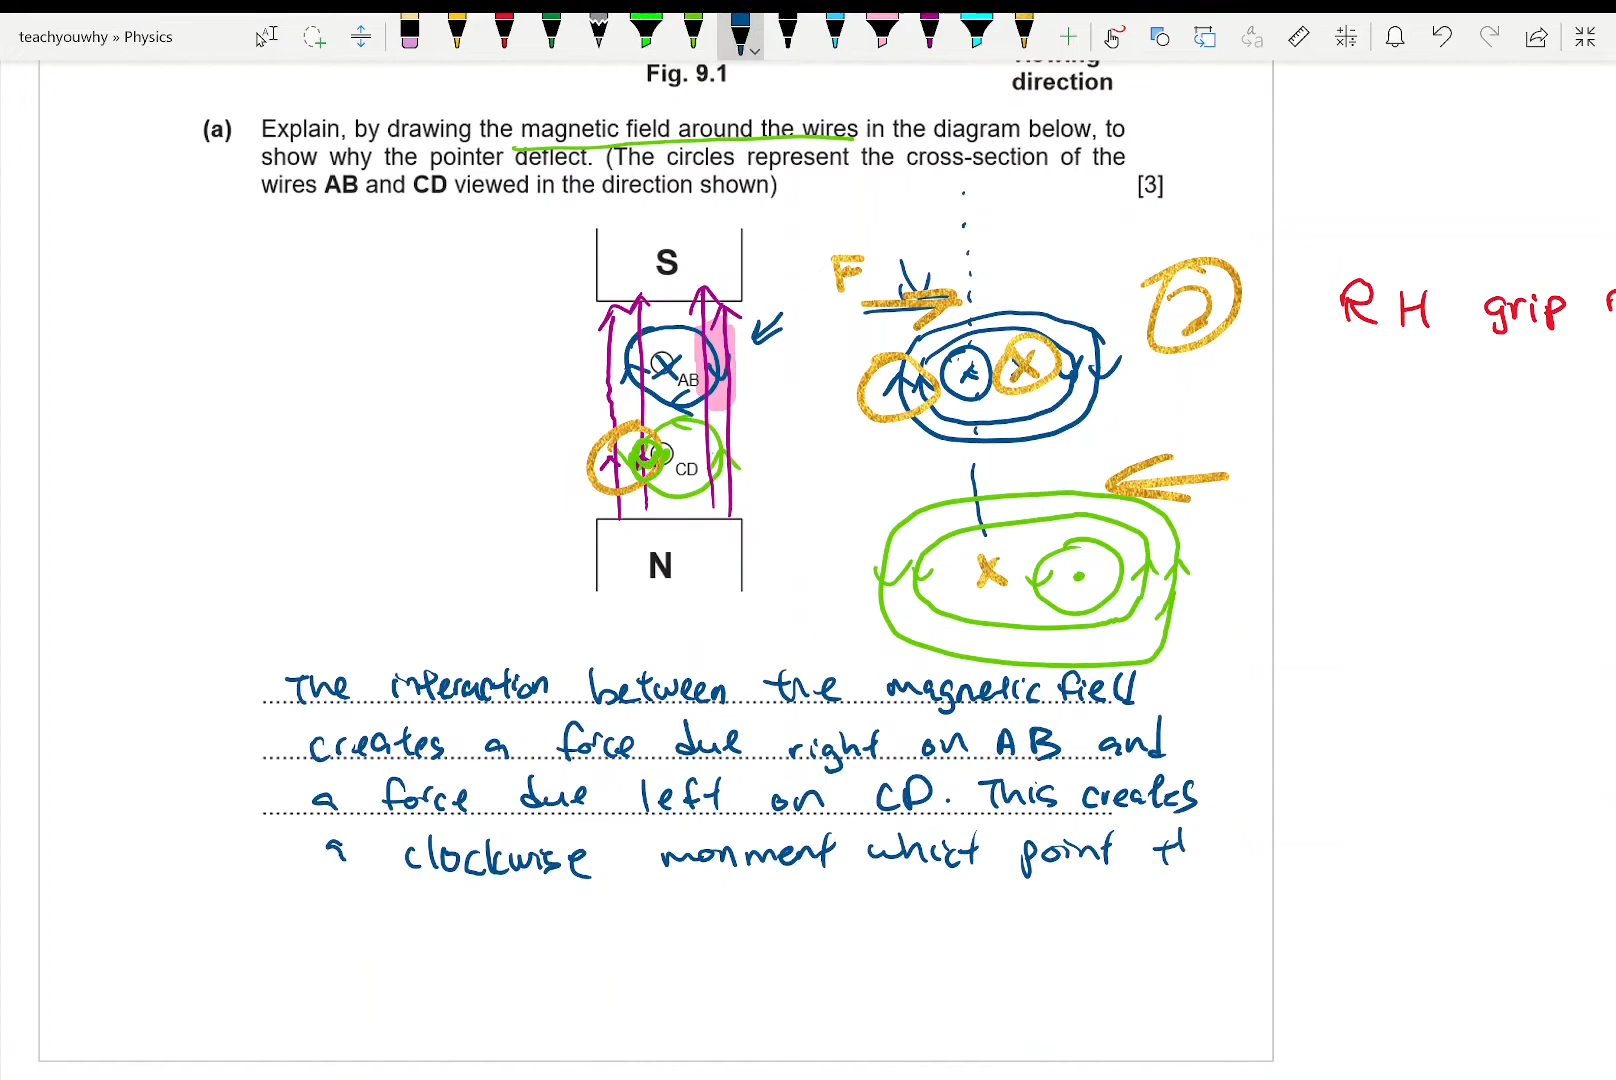 teachyouwhy » Physics
Fig. 9.1
direction
(a) Explain, by drawing the magnetic field around the wires in the diagram below, to
show why the pointer deflect. (The circles represent the cross-section of the
wires AB and CD viewed in the direction shown) [3]
S
F
2
RH grip
AB
CD
N
The interaction between the magnetic field
creates a force due right on AB and
a force due left on CD. This creates
a clockwise monment which point